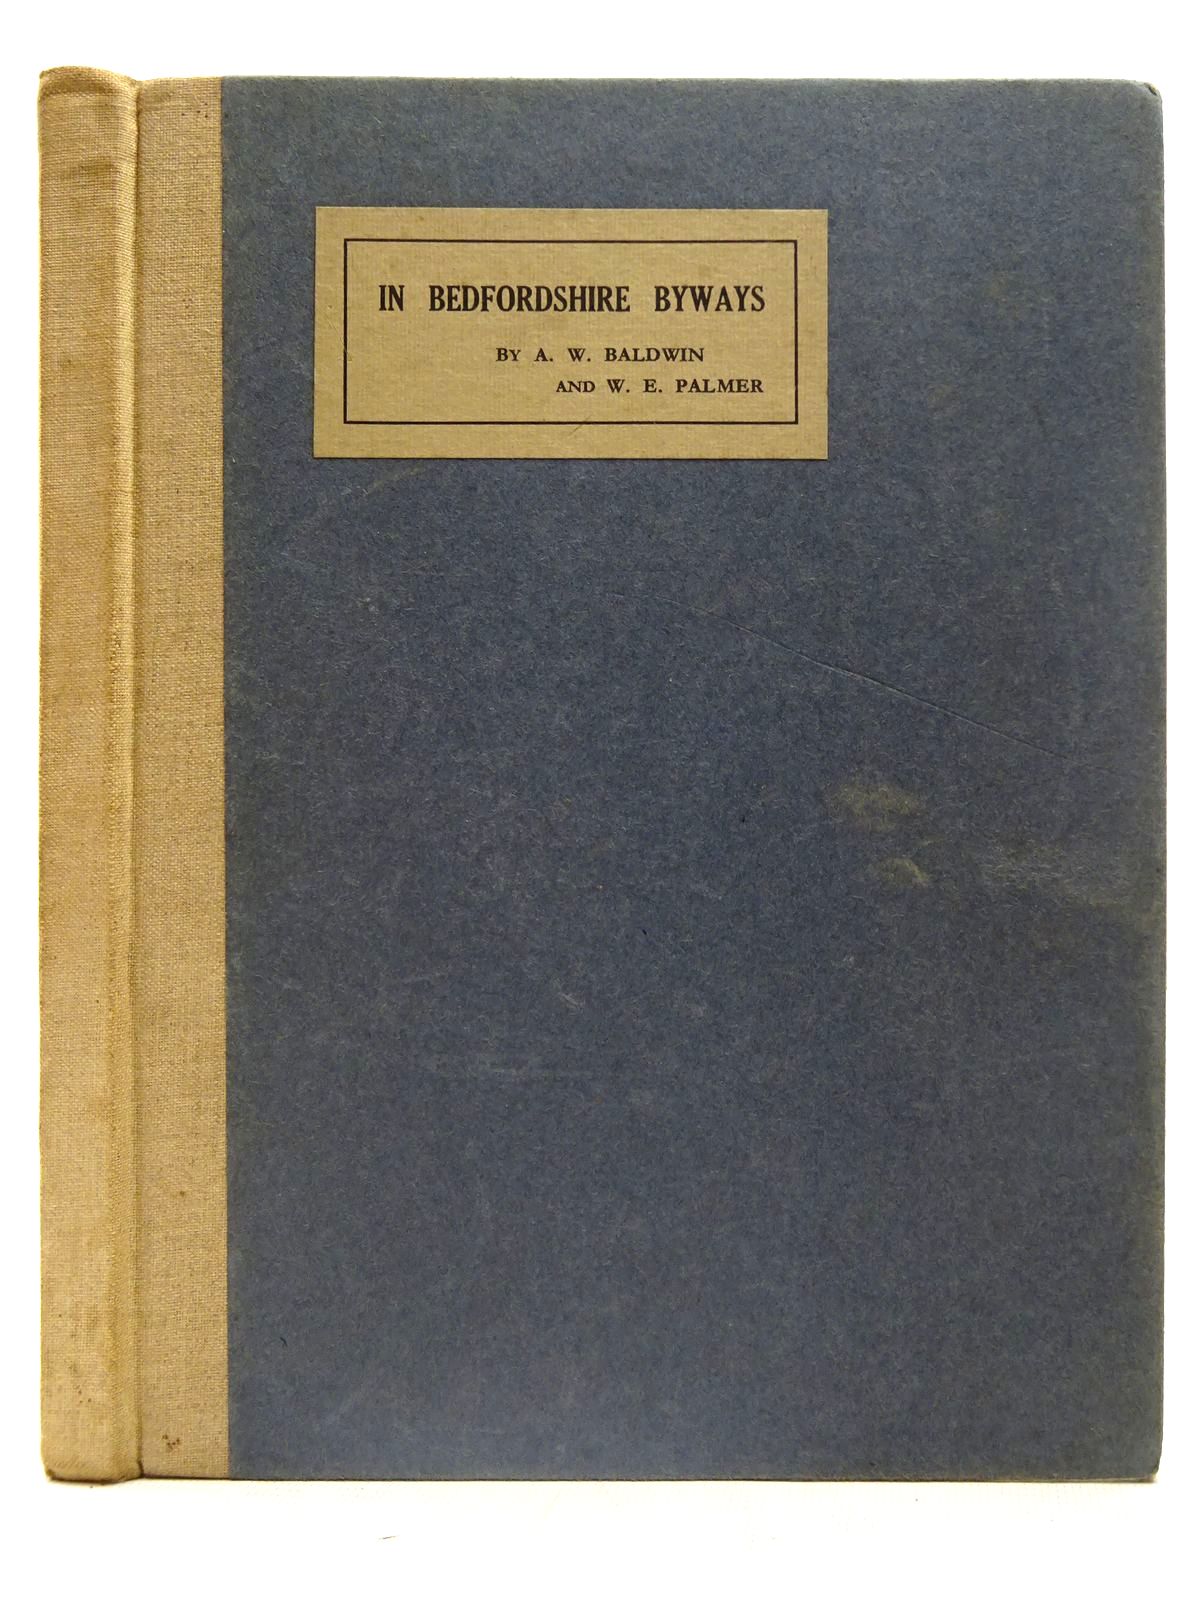 IN BEDFORDSHIRE BYWAYS
BY A. W. BALDWIN
AND W. E. PALMER